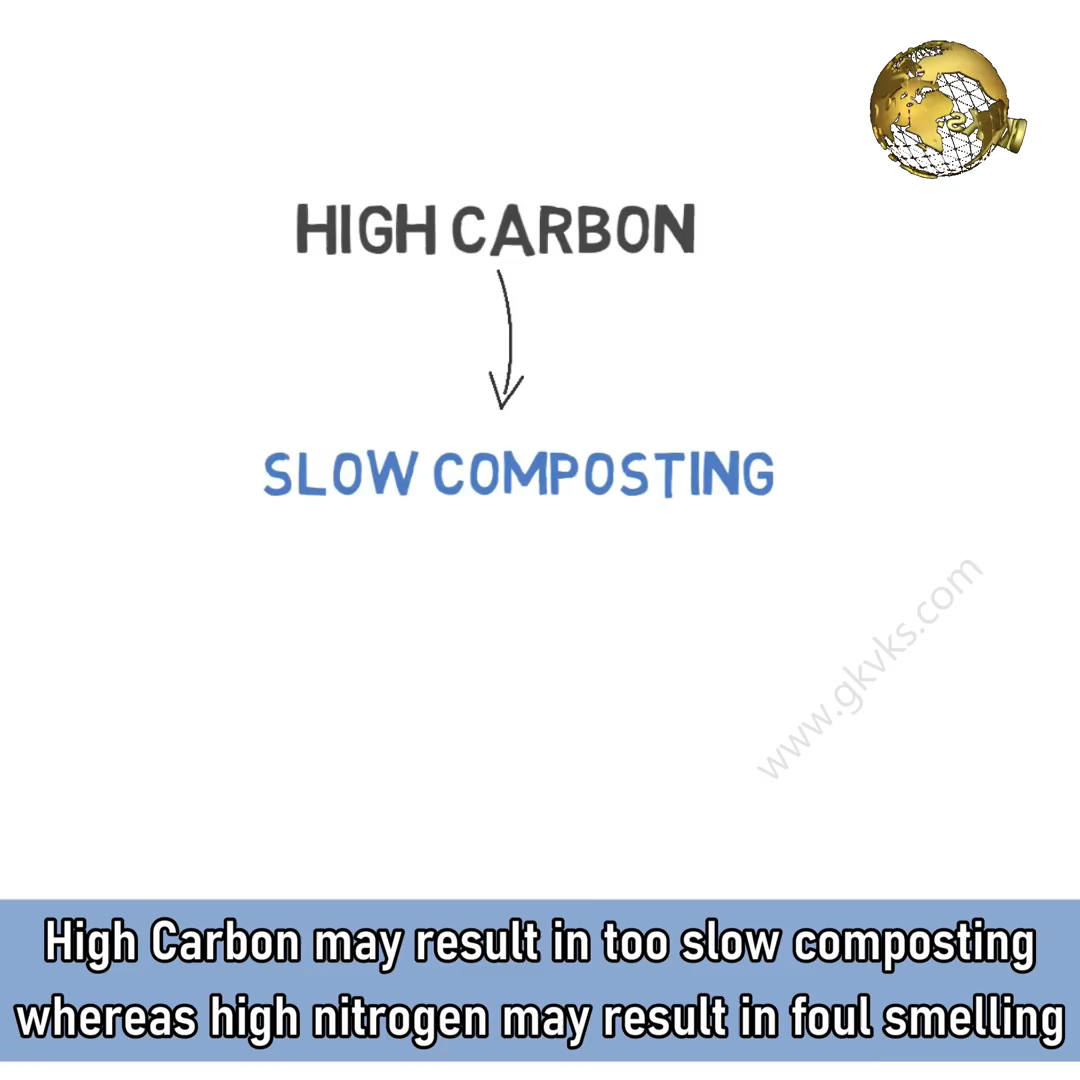 HIGH CARBON
SLOW COMPOSTING
www.gkvks.com
High Carbon may result in too slow composting
whereas high nitrogen may result in foul smelling